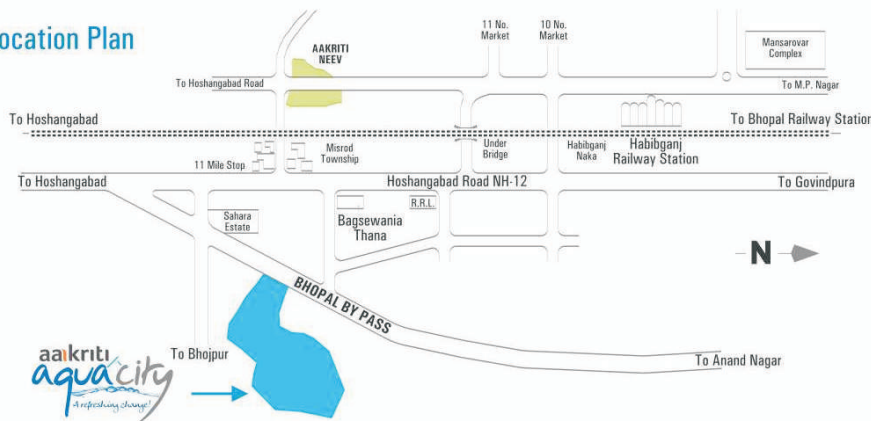 ocation Plan
11 No.
Market
10 No.
Market
Mansarovar
Complex
AAKRITI
NEEV
To Hoshangabad Road
To M.P. Nagar
To Hoshangabad
To Bhopal Railway Station
Misrod
Township
Under
Bridge
Habibganj
Naka
Habibganj
Railway Station
11 Mile Stop
To Hoshangabad
Hoshangabad Road NH-12
To Govindpura
Sahara
Estate
Bagsewania
Thana
R.R.L.
N
BHOPAL BY PASS
To Bhojpur
To Anand Nagar
aakriti
aqua city
A refreshing change!